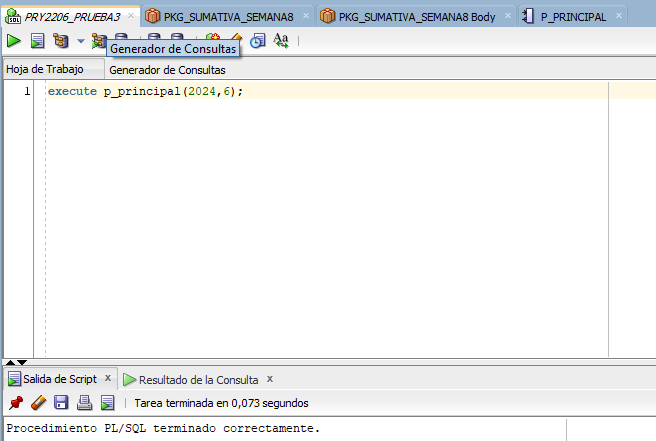 PRY2206_PRUEBA3 PKG_SUMATIVA_SEMANA8 PKG_SUMATIVA_SEMANA8 Body P_PRINCIPAL
Generador de Consultas
Hoja de Trabajo Generador de Consultas
1 execute p_principal(2024,6);
Salida de Script x Resultado de la Consulta x
Tarea terminada en 0,073 segundos
Procedimiento PL/SQL terminado correctamente.